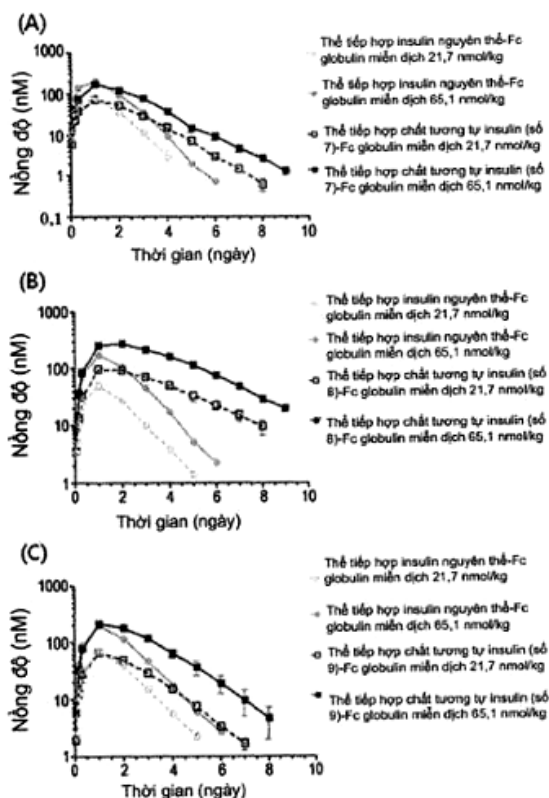 (A)
Nồng độ (nM)
1000
100
10
1
0,1
0 2 4 6 8 10
Thời gian (ngày)
Thể tiếp hợp insulin nguyên thể-Fc
globulin miễn dịch 21,7 nmol/kg
Thể tiếp hợp insulin nguyên thể-Fc
globulin miễn dịch 65,1 nmol/kg
Thể tiếp hợp chất tương tự insulin (số
7)-Fc globulin miễn dịch 21,7 nmol/kg
Thể tiếp hợp chất tương tự insulin (số
7)-Fc globulin miễn dịch 65,1 nmol/kg
(B)
Nồng độ (nM)
1000
100
10
1
0 2 4 6 8 10
Thời gian (ngày)
Thể tiếp hợp insulin nguyên thể-Fc
globulin miễn dịch 21,7 nmol/kg
Thể tiếp hợp insulin nguyên thể-Fc
globulin miễn dịch 65,1 nmol/kg
Thể tiếp hợp chất tương tự insulin (số
8)-Fc globulin miễn dịch 21,7 nmol/kg
Thể tiếp hợp chất tương tự insulin (số
8)-Fc globulin miễn dịch 65,1 nmol/kg
(C)
Nồng độ (nM)
1000
100
10
1
0 2 4 6 8 10
Thời gian (ngày)
Thể tiếp hợp insulin nguyên thể-Fc
globulin miễn dịch 21,7 nmol/kg
Thể tiếp hợp insulin nguyên thể-Fc
globulin miễn dịch 65,1 nmol/kg
Thể tiếp hợp chất tương tự insulin (số
9)-Fc globulin miễn dịch 21,7 nmol/kg
Thể tiếp hợp chất tương tự insulin (số
9)-Fc globulin miễn dịch 65,1 nmol/kg